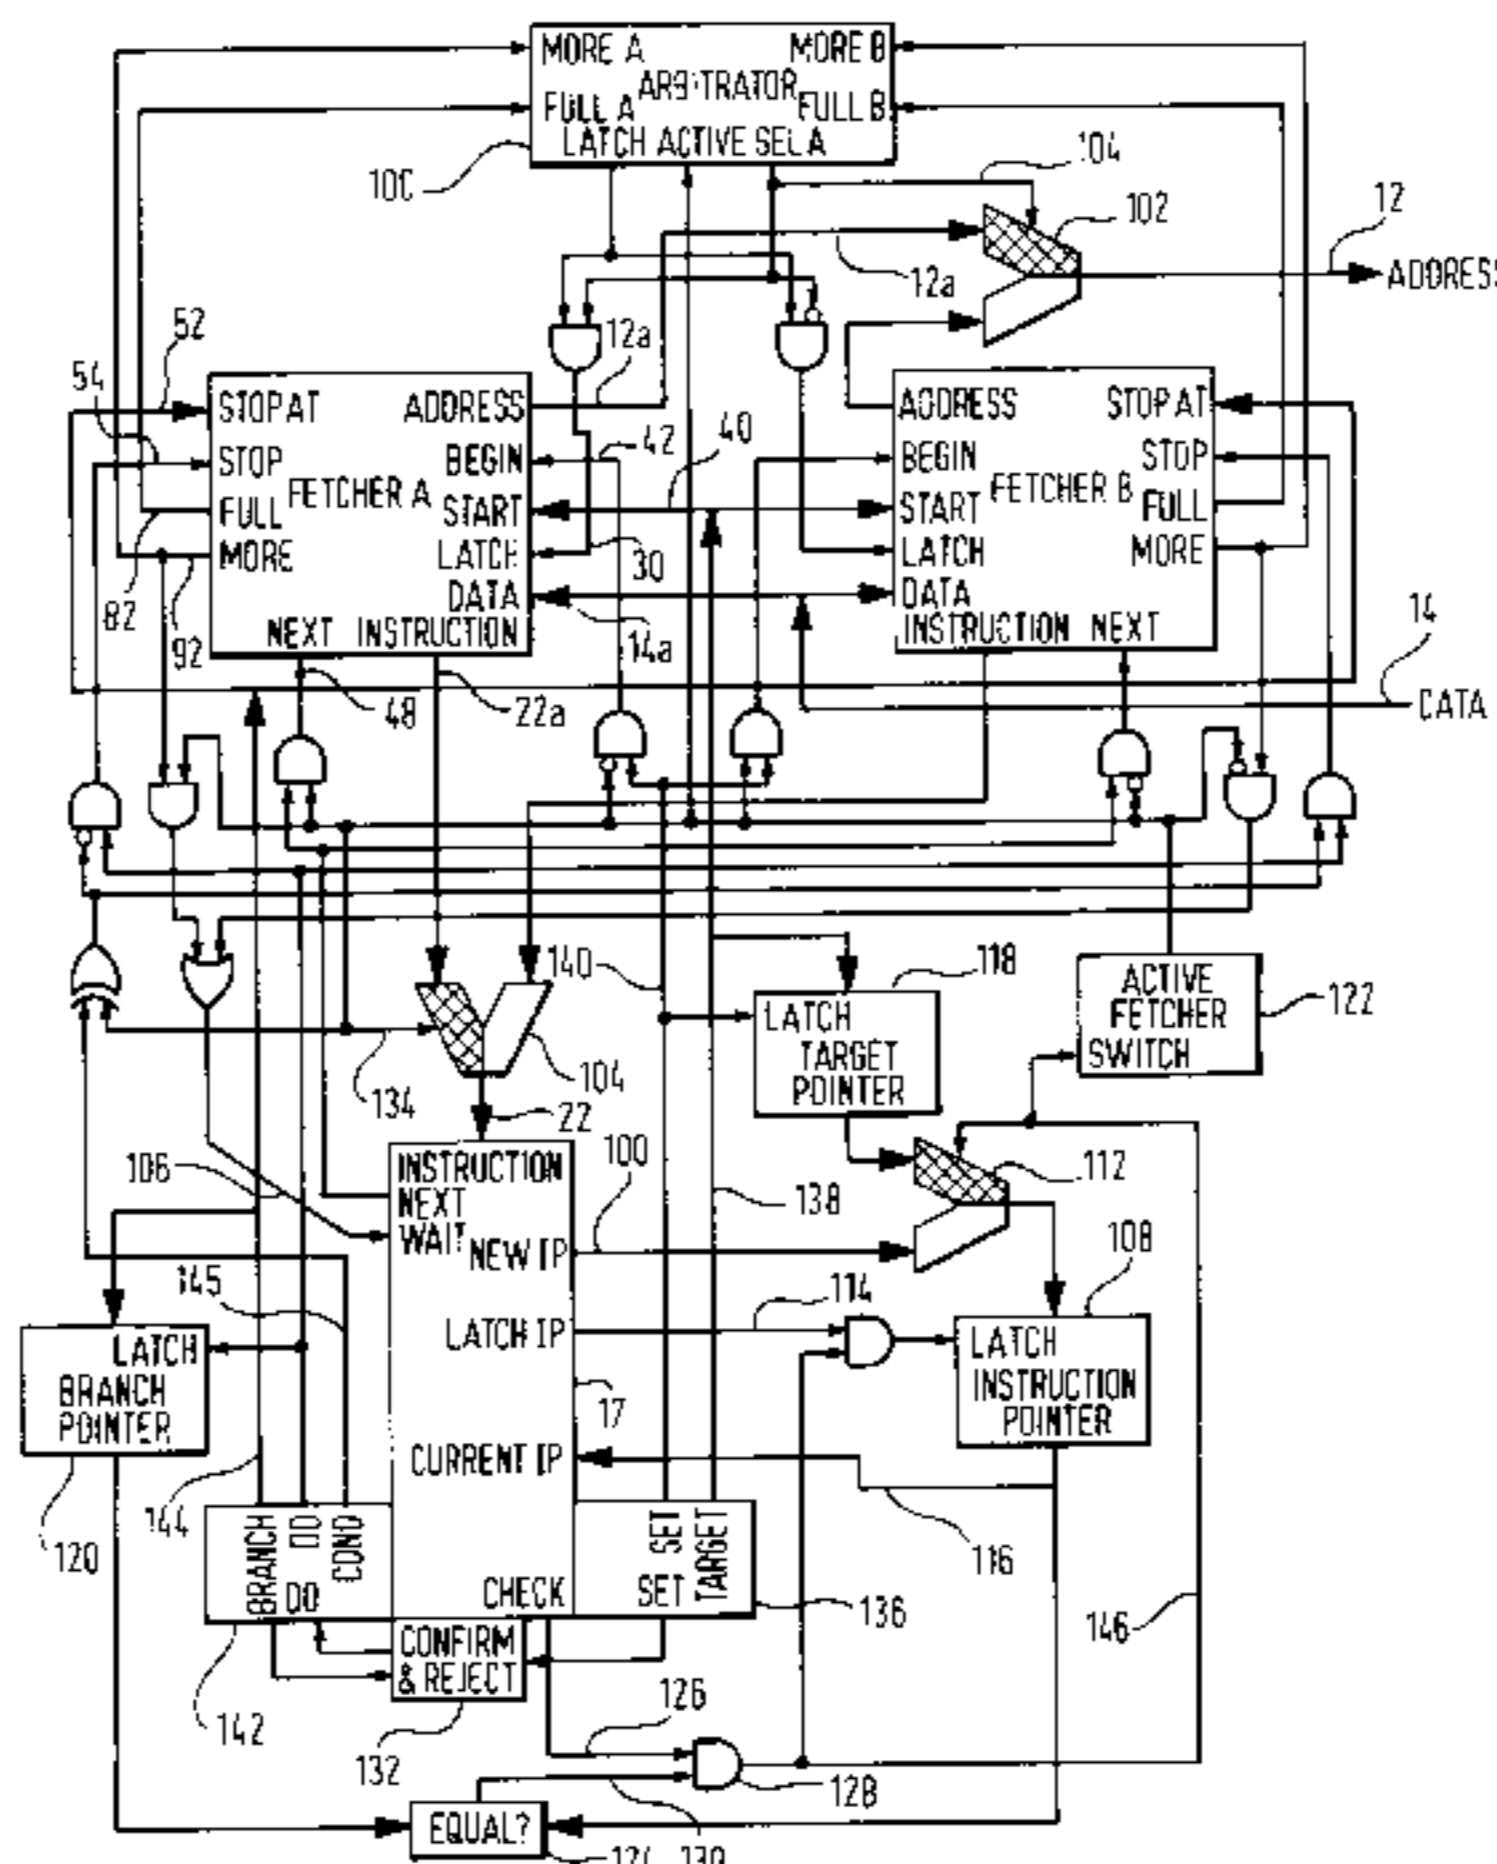 MORE A MORE B
ARBITRATOR
FULL A FULL B
LATCH ACTIVE SEL A
10C
104
102
12
ADDRESS
12a
52
12a
54
STOP AT ADDRESS
42
40
STOP BEGIN
FETCHER A
FULL START
MORE LATCH
30
DATA
82
92
NEXT INSTRUCTION
14a
ADDRESS STOP AT
BEGIN STOP
FETCHER B
START FULL
LATCH MORE
DATA
INSTRUCTION NEXT
14
DATA
48
22a
140
118
LATCH
TARGET
POINTER
ACTIVE
FETCHER
SWITCH
122
104
134
22
106
100
138
112
INSTRUCTION
NEXT
WAIT
NEW IP
108
145
114
LATCH IP
LATCH
INSTRUCTION
POINTER
LATCH
BRANCH
POINTER
17
CURRENT IP
144
120
116
BRANCH
DO
COND
DO
CHECK
SET
SET
TARGET
136
146
CONFIRM
& REJECT
142
132
126
128
EQUAL?